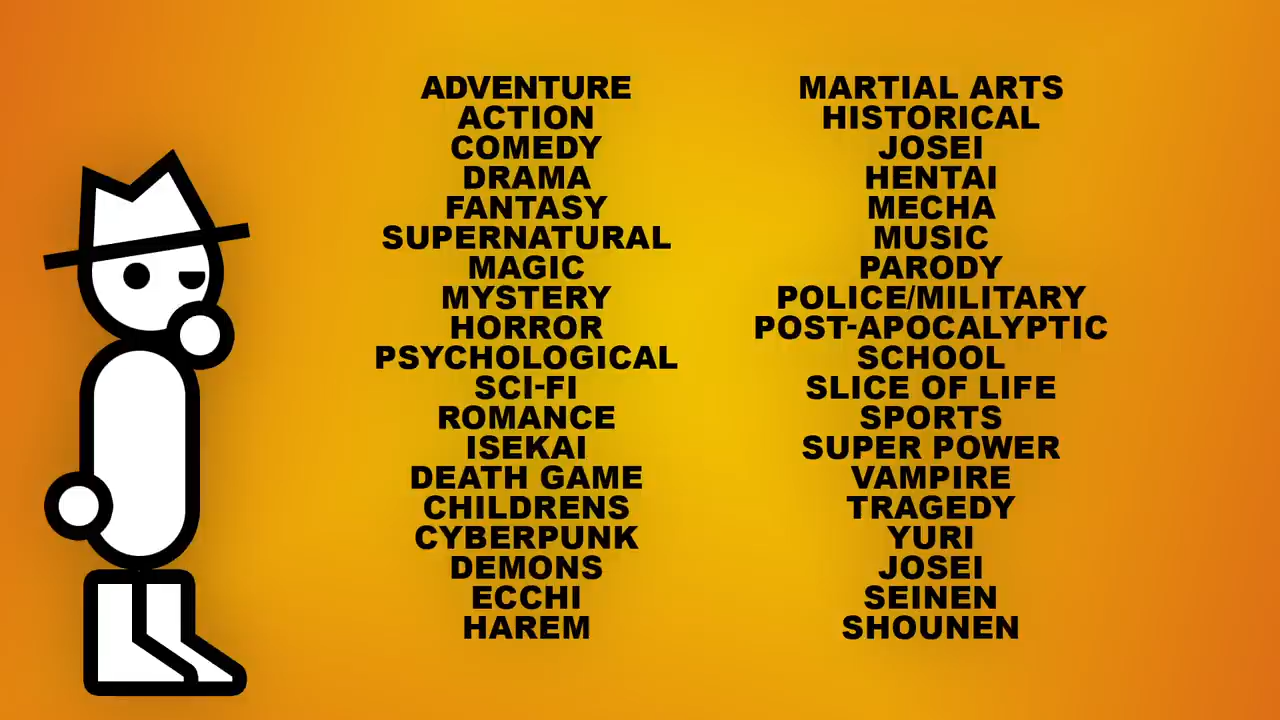 ADVENTURE
ACTION
COMEDY
DRAMA
FANTASY
SUPERNATURAL
MAGIC
MYSTERY
HORROR
PSYCHOLOGICAL
SCI-FI
ROMANCE
ISEKAI
DEATH GAME
CHILDRENS
CYBERPUNK
DEMONS
ECCHI
HAREM
MARTIAL ARTS
HISTORICAL
JOSEI
HENTAI
MECHA
MUSIC
PARODY
POLICE/MILITARY
POST-APOCALYPTIC
SCHOOL
SLICE OF LIFE
SPORTS
SUPER POWER
VAMPIRE
TRAGEDY
YURI
JOSEI
SEINEN
SHOUNEN